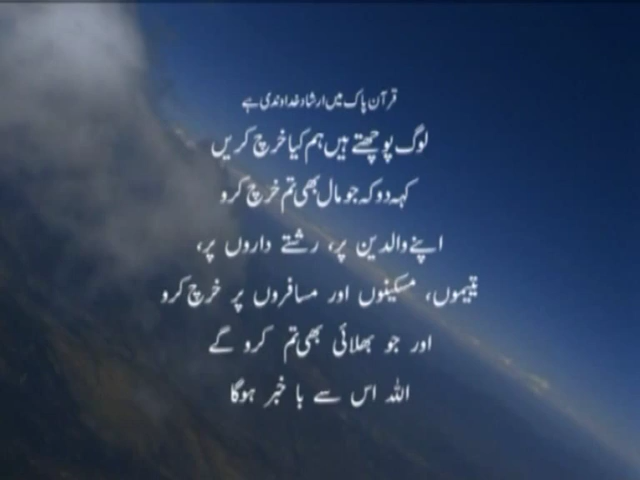 قرآن پاک میں ارشاد خداوندی ہے
لوگ پوچھتے ہیں ہم کیا خرچ کریں
کہہ دو کہ جو مال بھی تم خرچ کرو
اپنے والدین پر، رشتے داروں پر،
یتیموں، مسکینوں اور مسافروں پر خرچ کرو
اور جو بھلائی بھی تم کرو گے
اللہ اس سے با خبر ہوگا